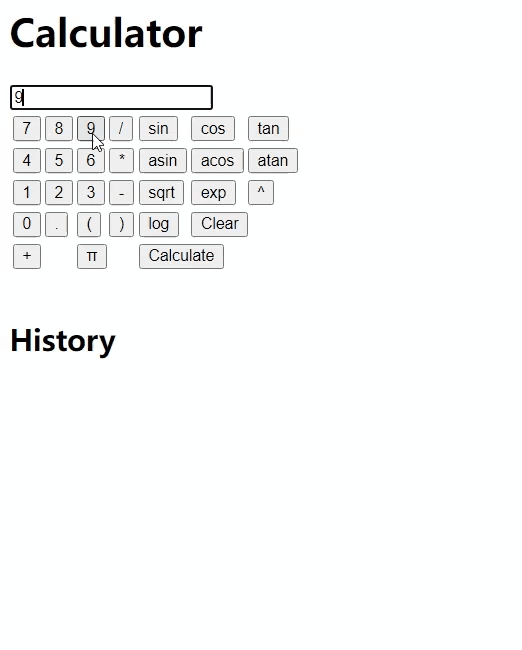 Calculator
9
7 8 9 / sin cos tan
4 5 6 * asin acos atan
1 2 3 - sqrt exp ^
0 . ( ) log Clear
+ π Calculate
History